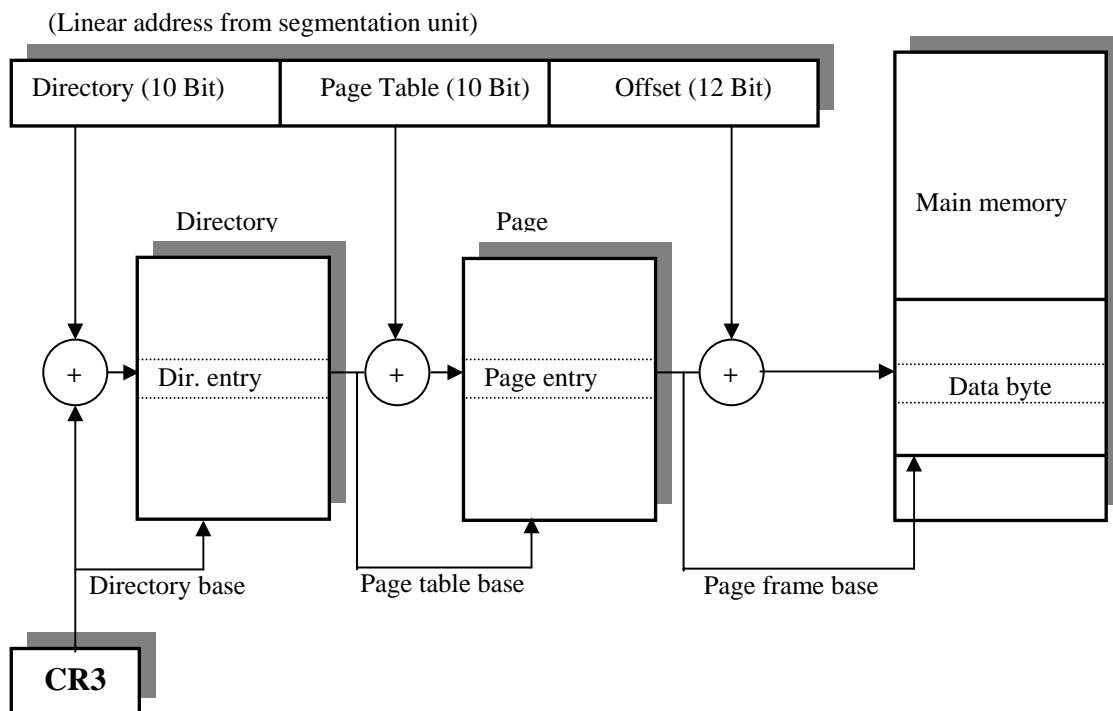 (Linear address from segmentation unit)
Directory (10 Bit) Page Table (10 Bit) Offset (12 Bit)
Main memory
Directory Page
+ Dir. entry + Page entry + Data byte
Directory base Page table base Page frame base
CR3